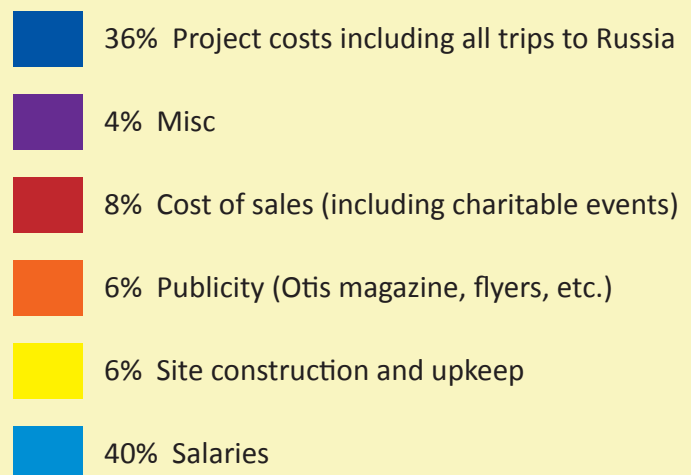 36% Project costs including all trips to Russia
4% Misc
8% Cost of sales (including charitable events)
6% Publicity (Otis magazine, flyers, etc.)
6% Site construction and upkeep
40% Salaries